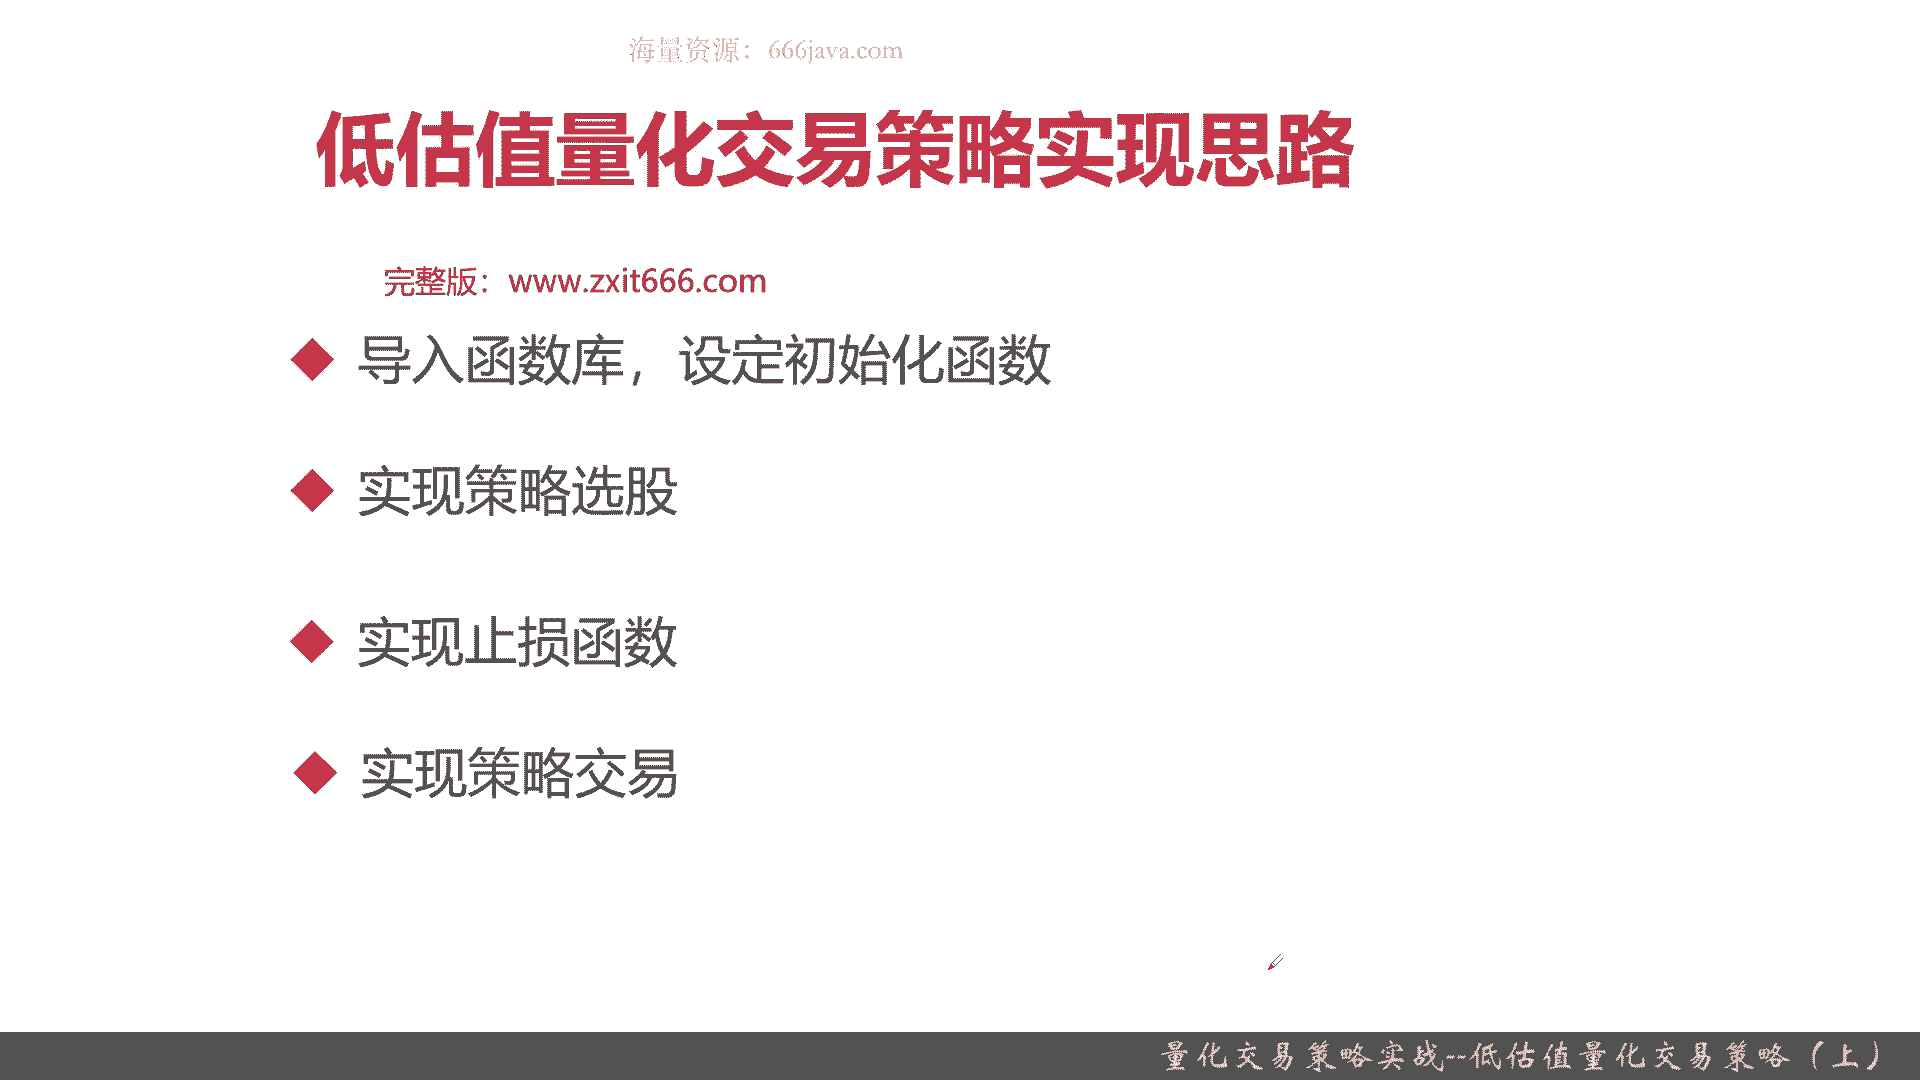 海量资源：666java.com
低估值量化交易策略实现思路
完整版：www.zxit666.com
导入函数库，设定初始化函数
实现策略选股
实现止损函数
实现策略交易
量化交易策略实战--低估值量化交易策略（上）